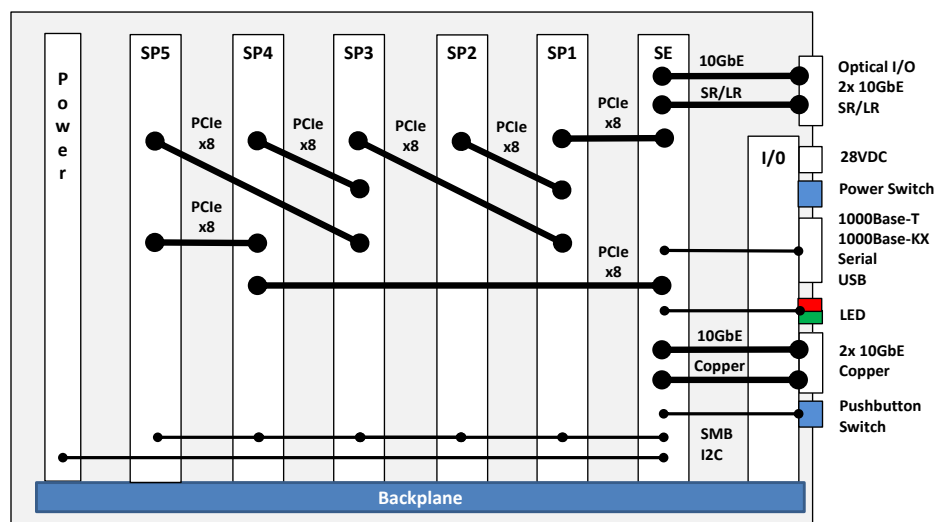 Power
SP5
SP4
SP3
SP2
SP1
SE
10GbE
SR/LR
Optical I/O
2x 10GbE
SR/LR
PCIe
x8
PCIe
x8
PCIe
x8
PCIe
x8
PCIe
x8
I/0
28VDC
Power Switch
PCIe
x8
1000Base-T
1000Base-KX
Serial
USB
PCIe
x8
LED
10GbE
Copper
2x 10GbE
Copper
Pushbutton
Switch
SMB
I2C
Backplane